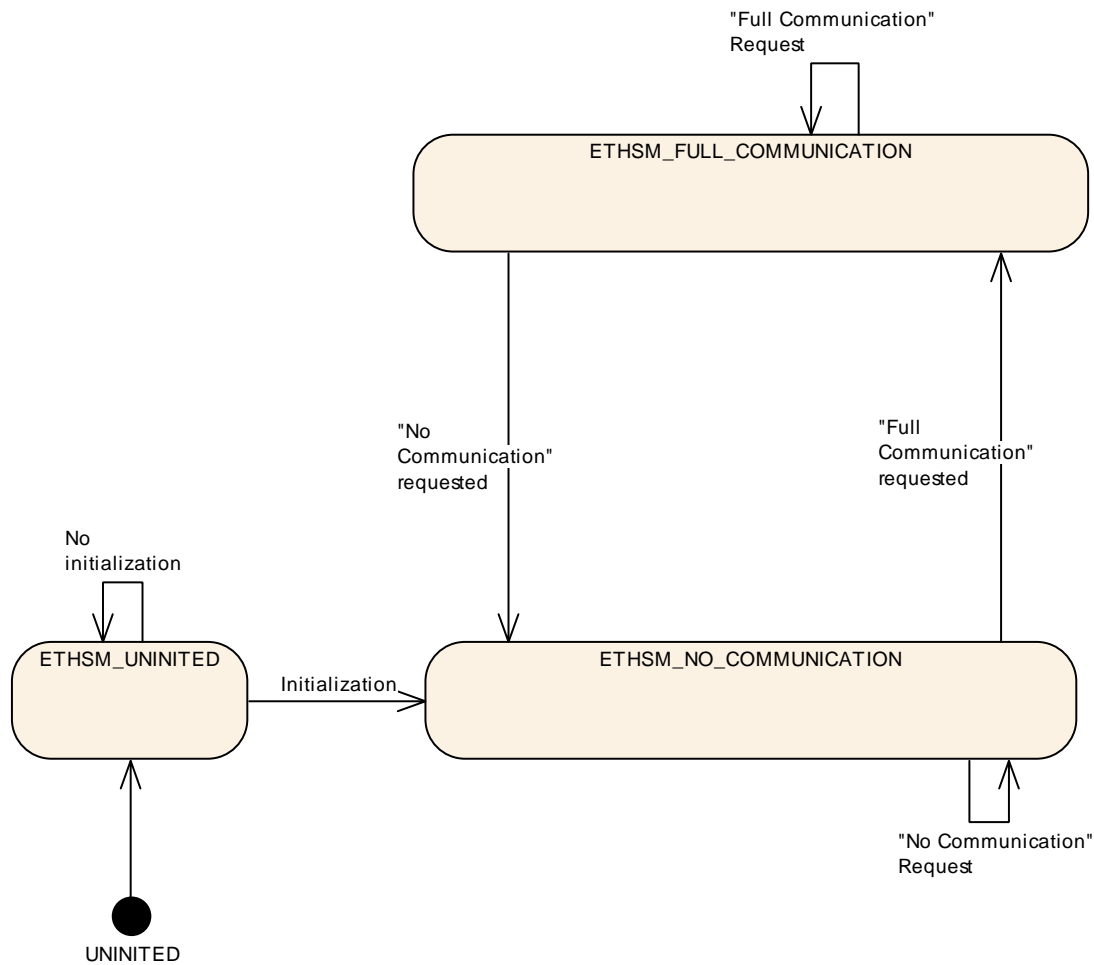 "Full Communication"
Request
ETHSM_FULL_COMMUNICATION
"No
Communication"
requested
"Full
Communication"
requested
No
initialization
ETHSM_UNINITED
Initialization
ETHSM_NO_COMMUNICATION
"No Communication"
Request
UNINITED